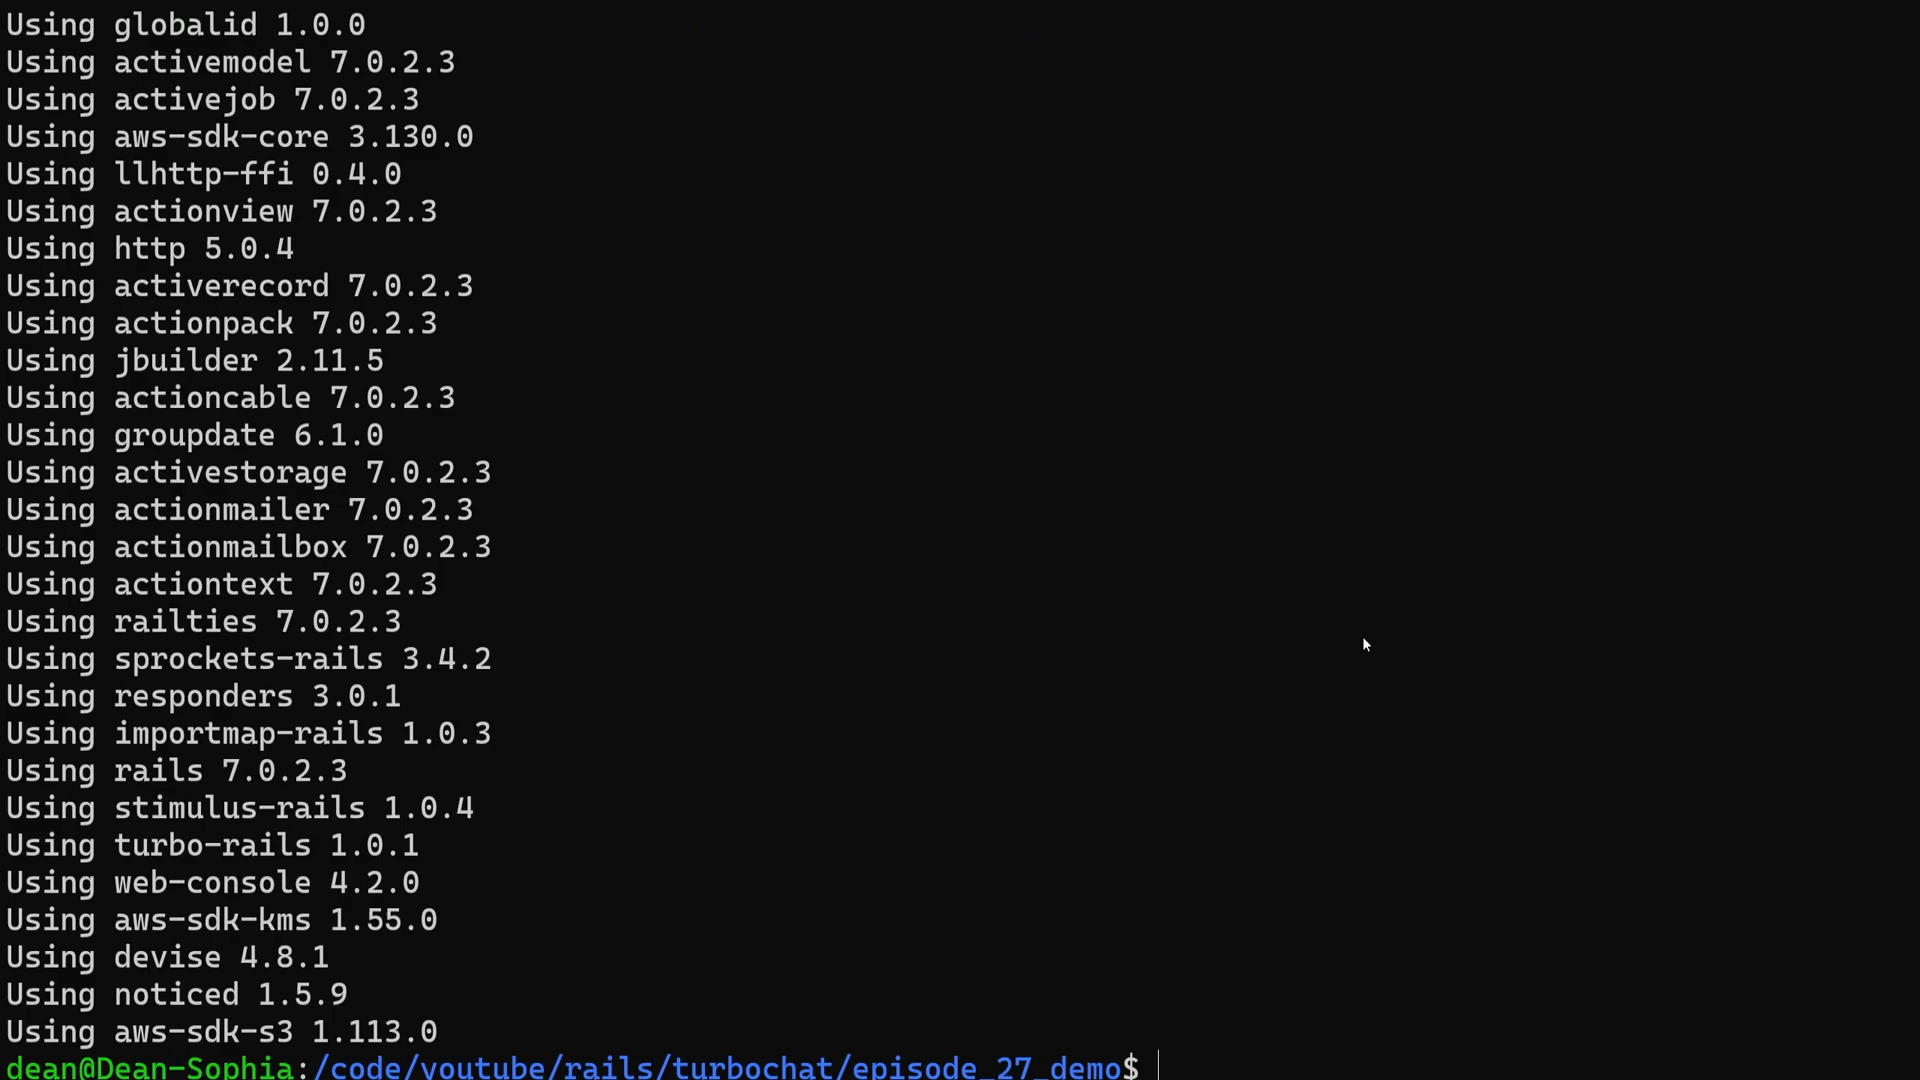 Using globalid 1.0.0
Using activemodel 7.0.2.3
Using activejob 7.0.2.3
Using aws-sdk-core 3.130.0
Using llhttp-ffi 0.4.0
Using actionview 7.0.2.3
Using http 5.0.4
Using activerecord 7.0.2.3
Using actionpack 7.0.2.3
Using jbuilder 2.11.5
Using actioncable 7.0.2.3
Using groupdate 6.1.0
Using activestorage 7.0.2.3
Using actionmailer 7.0.2.3
Using actionmailbox 7.0.2.3
Using actiontext 7.0.2.3
Using railties 7.0.2.3
Using sprockets-rails 3.4.2
Using responders 3.0.1
Using importmap-rails 1.0.3
Using rails 7.0.2.3
Using stimulus-rails 1.0.4
Using turbo-rails 1.0.1
Using web-console 4.2.0
Using aws-sdk-kms 1.55.0
Using devise 4.8.1
Using noticed 1.5.9
Using aws-sdk-s3 1.113.0
dean@Dean-Sophia:/code/youtube/rails/turbochat/episode_27_demo$